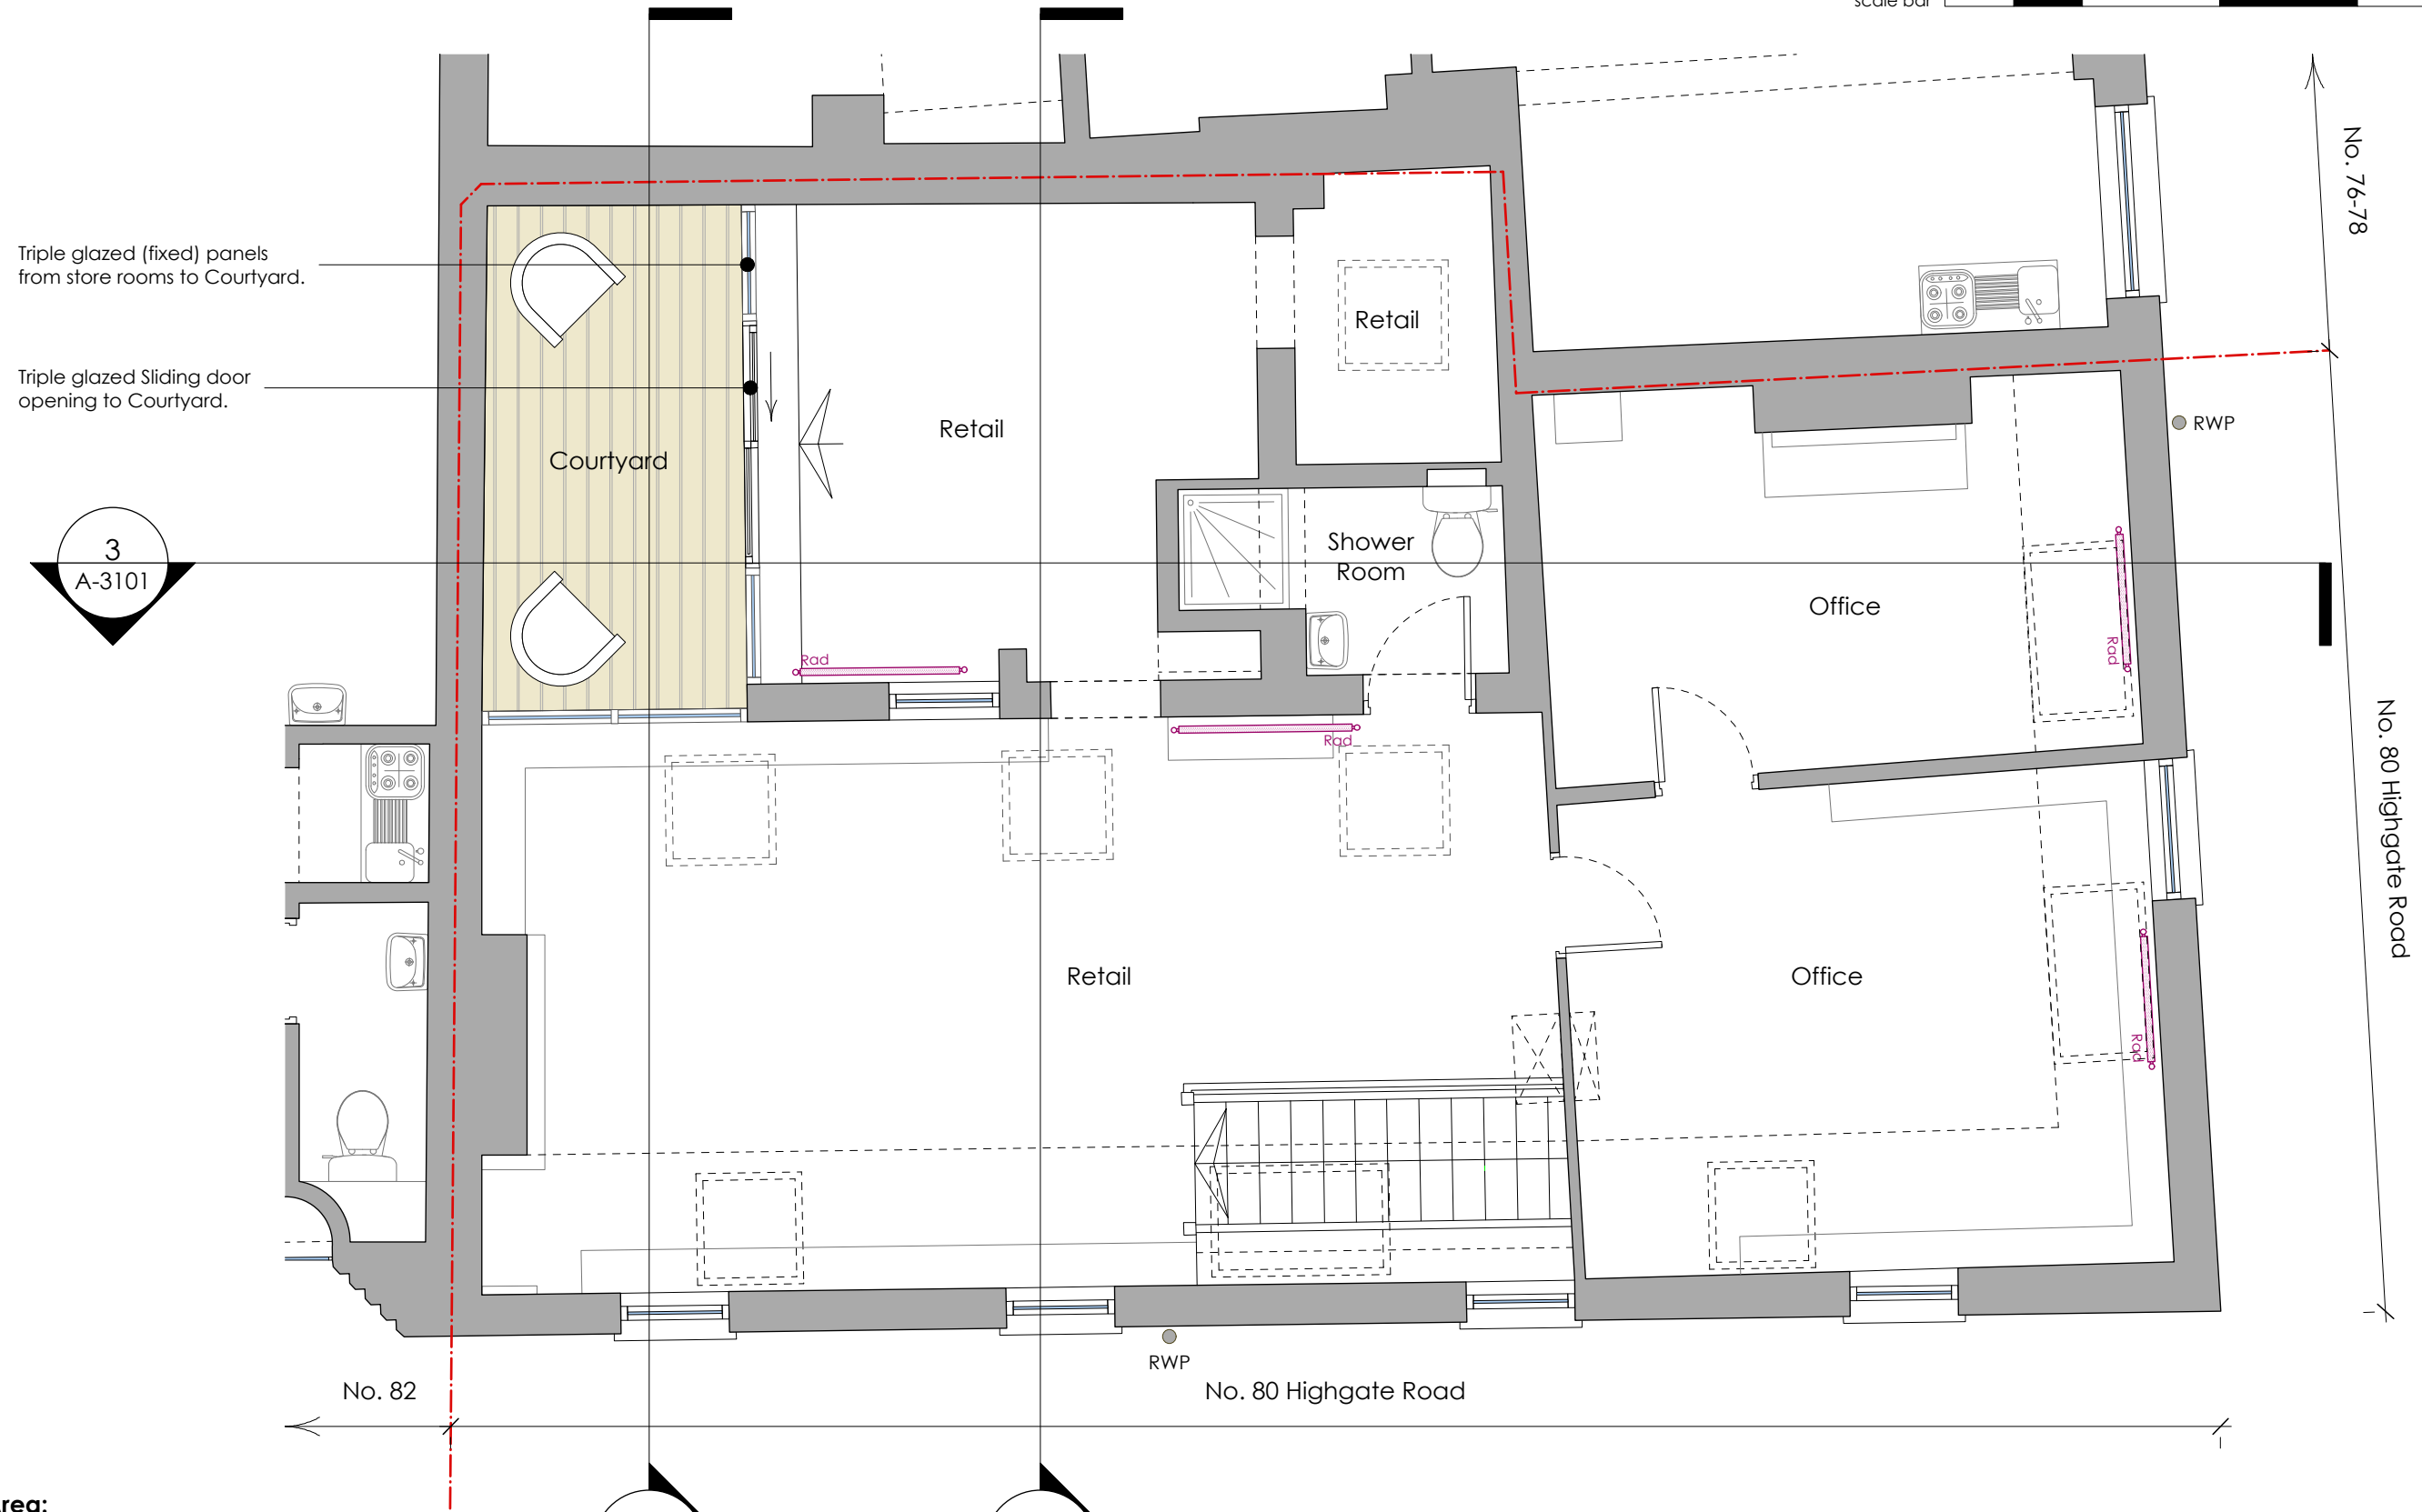 scale bar
No. 76-78
Triple glazed (fixed) panels
from store rooms to Courtyard.
Retail
Triple glazed Sliding door
opening to Courtyard.
RWP
Retail
Courtyard
3
A-3101
Shower
Room
Office
Rad
Rad
Rad
No. 80 Highgate Road
Retail
Office
Rad
RWP
No. 82
No. 80 Highgate Road